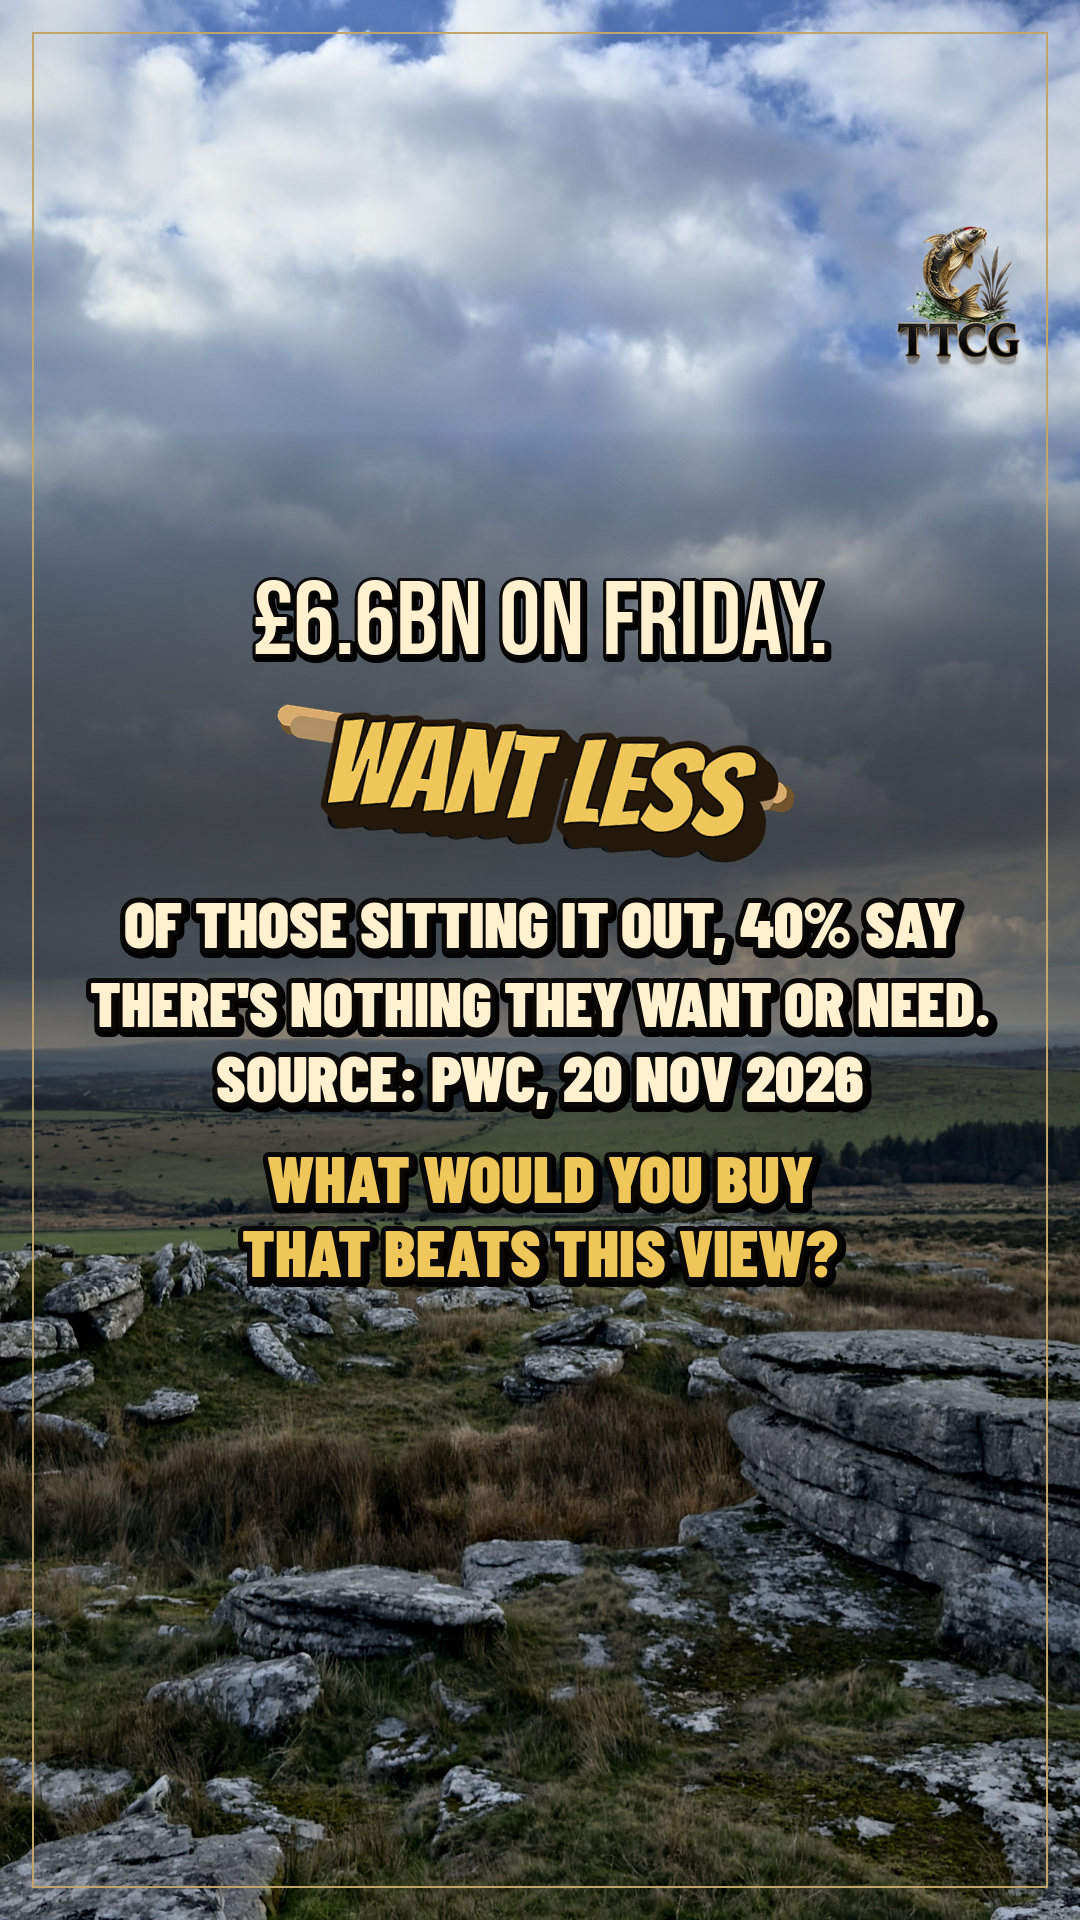 TTCG
£6.6BN ON FRIDAY.
WANT LESS
OF THOSE SITTING IT OUT, 40% SAY
THERE'S NOTHING THEY WANT OR NEED.
SOURCE: PWC, 20 NOV 2026
WHAT WOULD YOU BUY
THAT BEATS THIS VIEW?